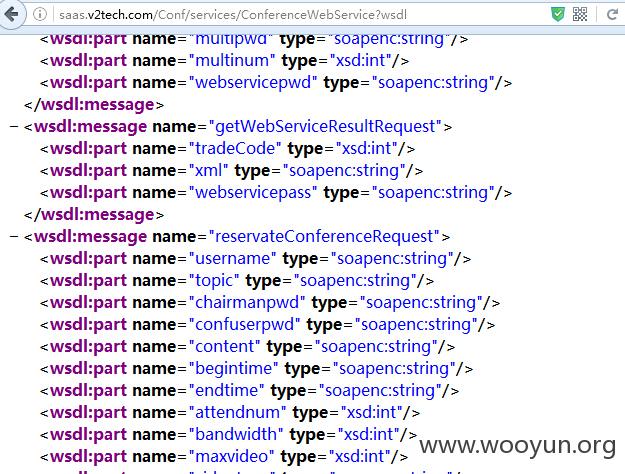 saas.v2tech.com/Conf/services/ConferenceWebService?wsdl
<wsdl:part name="multipwd" type="soapenc:string"/>
<wsdl:part name="multinum" type="xsd:int"/>
<wsdl:part name="webservicepwd" type="soapenc:string"/>
</wsdl:message>
− <wsdl:message name="getWebServiceResultRequest">
<wsdl:part name="tradeCode" type="xsd:int"/>
<wsdl:part name="xml" type="soapenc:string"/>
<wsdl:part name="webservicepass" type="soapenc:string"/>
</wsdl:message>
− <wsdl:message name="reservateConferenceRequest">
<wsdl:part name="username" type="soapenc:string"/>
<wsdl:part name="topic" type="soapenc:string"/>
<wsdl:part name="chairmanpwd" type="soapenc:string"/>
<wsdl:part name="confuserpwd" type="soapenc:string"/>
<wsdl:part name="content" type="soapenc:string"/>
<wsdl:part name="begintime" type="soapenc:string"/>
<wsdl:part name="endtime" type="soapenc:string"/>
<wsdl:part name="attendnum" type="xsd:int"/>
<wsdl:part name="bandwidth" type="xsd:int"/>
<wsdl:part name="maxvideo" type="xsd:int"/>
www.wooyun.org